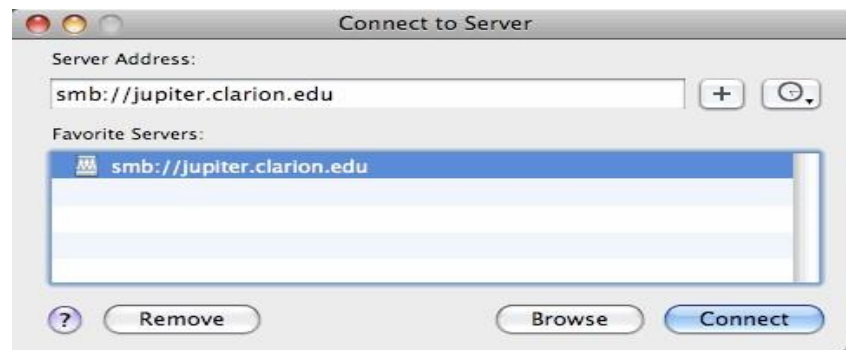 Connect to Server
Server Address:
smb://jupiter.clarion.edu
+
Favorite Servers:
smb://jupiter.clarion.edu
? Remove Browse Connect